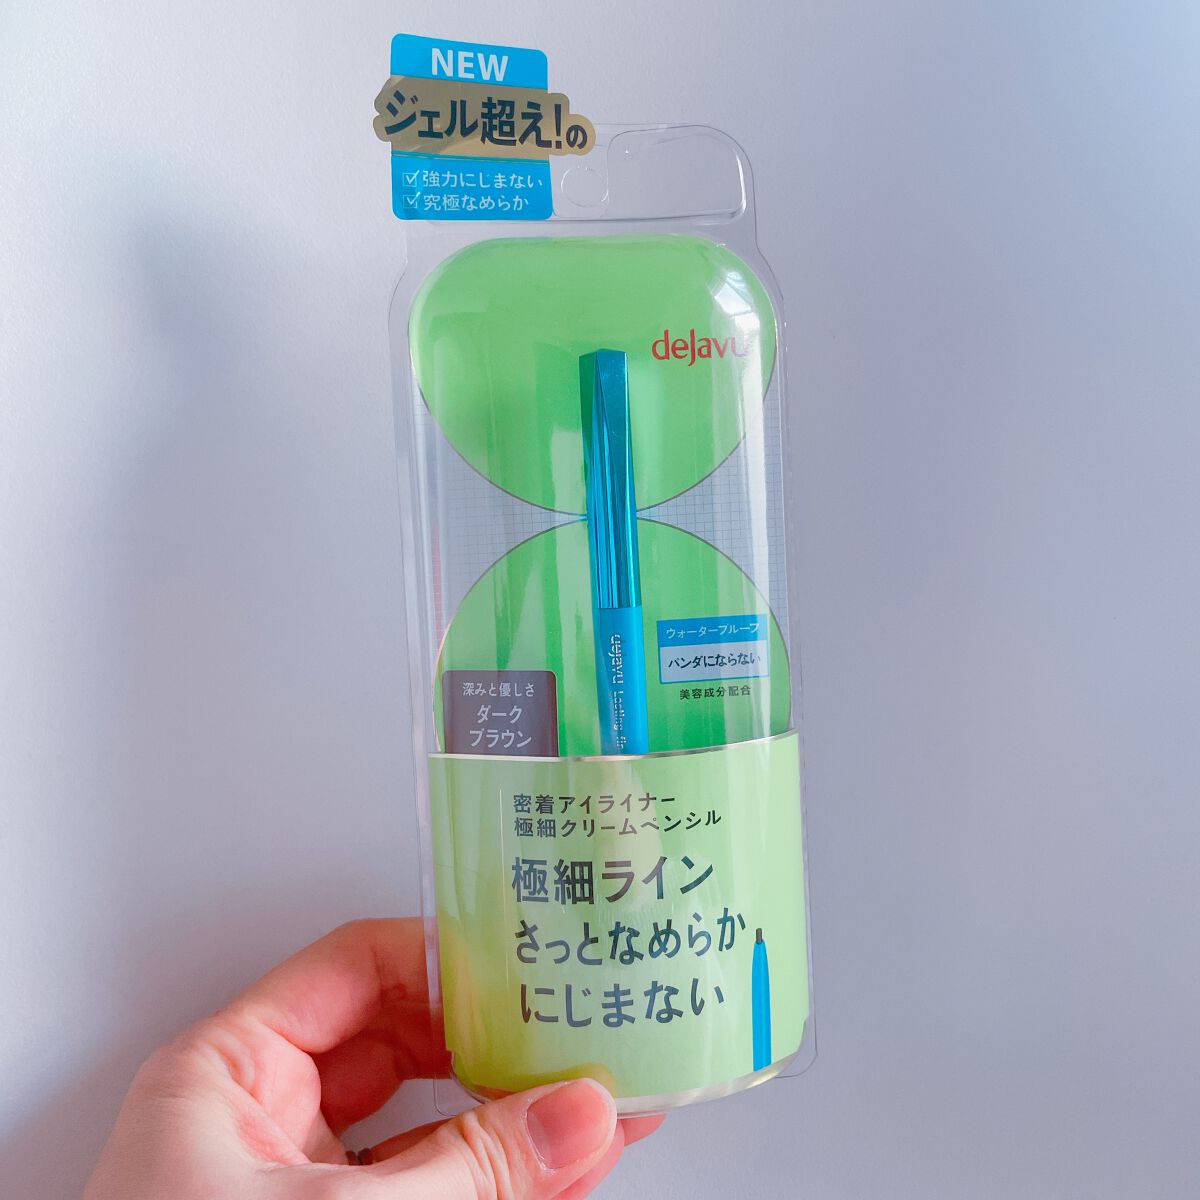 NEW
ジェル超え!の
強力ににじまない
究極なめらか
dejavu
dejavu Lasting-fin
ウォータープルーフ
パンダにならない
美容成分配合
深みと優しさ
ダーク
ブラウン
密着アイライナー
極細クリームペンシル
極細ライン
さっとなめらか
にじまない